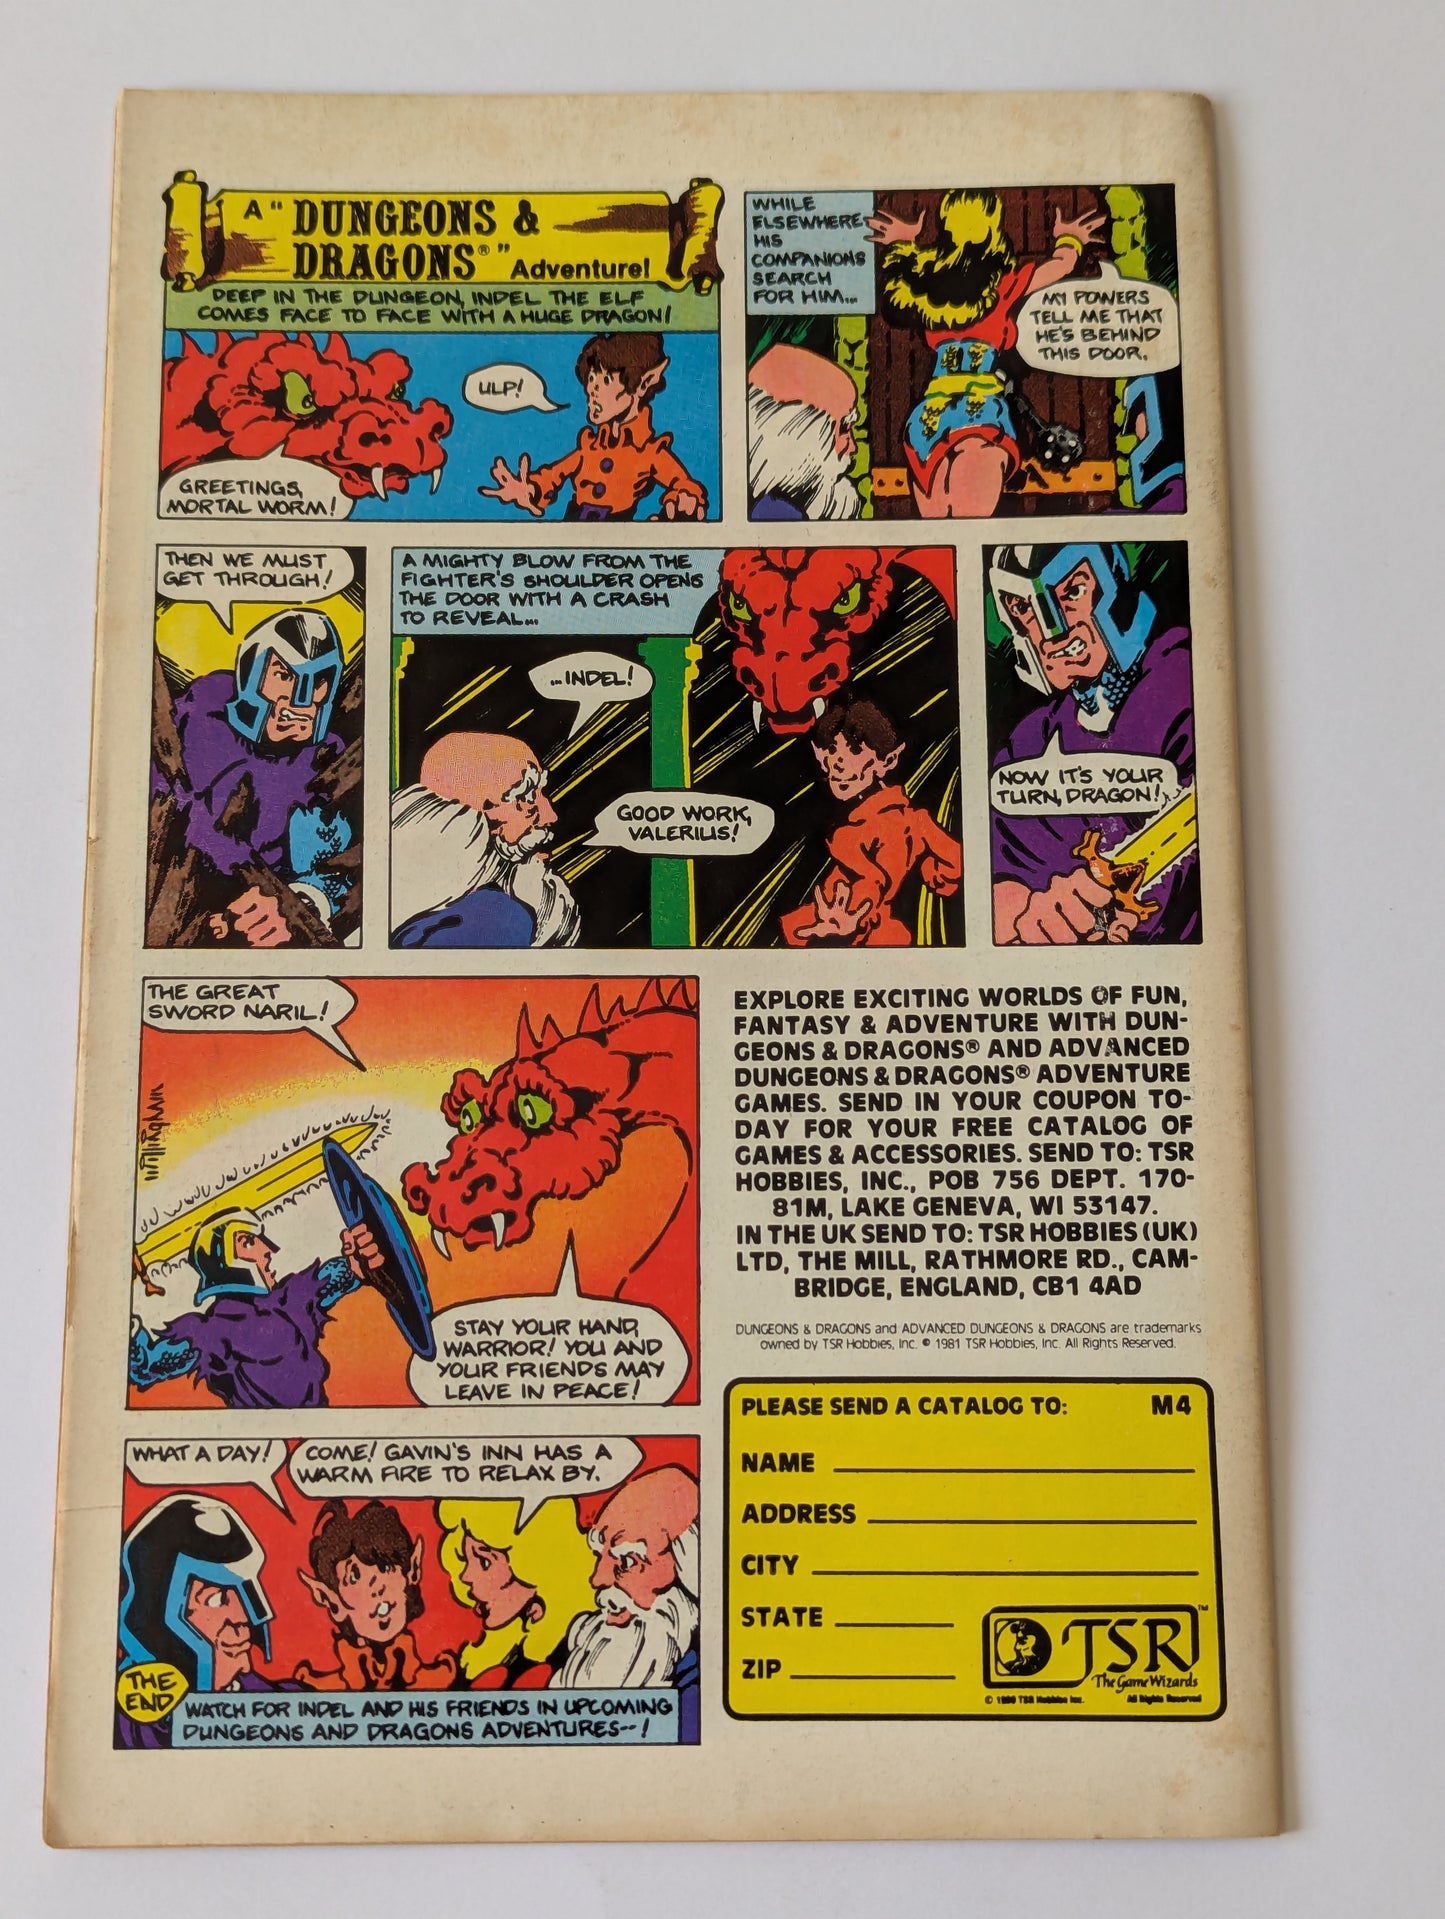 A "DUNGEONS &
DRAGONS®" Adventure!
DEEP IN THE DUNGEON, INDEL THE ELF
COMES FACE TO FACE WITH A HUGE DRAGON!
ULP!
GREETINGS,
MORTAL WORM!
WHILE
ELSEWHERE
HIS
COMPANIONS
SEARCH
FOR HIM...
MY POWERS
TELL ME THAT
HE'S BEHIND
THIS DOOR.
THEN WE MUST
GET THROUGH!
A MIGHTY BLOW FROM THE
FIGHTER'S SHOULDER OPENS
THE DOOR WITH A CRASH
TO REVEAL...
...INDEL!
GOOD WORK,
VALERIUS!
NOW IT'S YOUR
TURN, DRAGON!
THE GREAT
SWORD NARIL!
Willingham
STAY YOUR HAND,
WARRIOR! YOU AND
YOUR FRIENDS MAY
LEAVE IN PEACE!
WHAT A DAY!
COME! GAVIN'S INN HAS A
WARM FIRE TO RELAX BY.
THE
END
WATCH FOR INDEL AND HIS FRIENDS IN UPCOMING
DUNGEONS AND DRAGONS ADVENTURES--!
EXPLORE EXCITING WORLDS OF FUN,
FANTASY & ADVENTURE WITH DUN-
GEONS & DRAGONS® AND ADVANCED
DUNGEONS & DRAGONS® ADVENTURE
GAMES. SEND IN YOUR COUPON TO-
DAY FOR YOUR FREE CATALOG OF
GAMES & ACCESSORIES. SEND TO: TSR
HOBBIES, INC., POB 756 DEPT. 170-
81M, LAKE GENEVA, WI 53147.
IN THE UK SEND TO: TSR HOBBIES (UK)
LTD, THE MILL, RATHMORE RD., CAM-
BRIDGE, ENGLAND, CB1 4AD
DUNGEONS & DRAGONS and ADVANCED DUNGEONS & DRAGONS are trademarks
owned by TSR Hobbies, Inc. © 1981 TSR Hobbies, Inc. All Rights Reserved.
PLEASE SEND A CATALOG TO: M4
NAME
ADDRESS
CITY
STATE
ZIP
TSR™
The Game Wizards
© 1980 TSR Hobbies Inc. All Rights Reserved